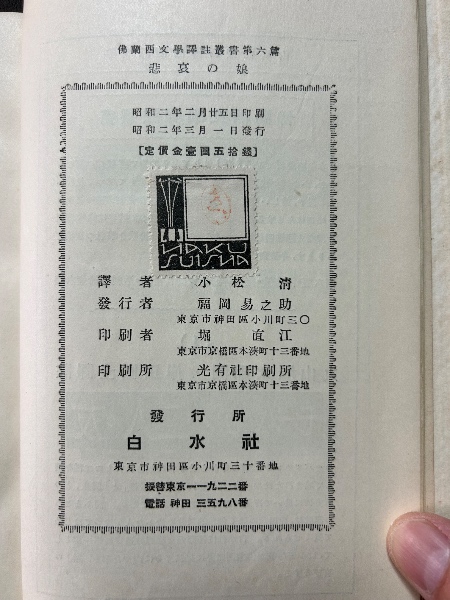 佛蘭西文學譯註叢書第六篇
悲哀の娘
昭和二年二月廿五日印刷
昭和二年三月一日發行
【定價金壹圓五拾錢】
HAKU
SUISHA
譯者 小松清
發行者 福岡易之助
東京市神田區小川町三〇
印刷者 堀直江
東京市京橋區本湊町十三番地
印刷所 光有社印刷所
東京市京橋區本湊町十三番地
發行所
白水社
東京市神田區小川町三十番地
振替東京一一九二二番
電話 神田 三五九八番